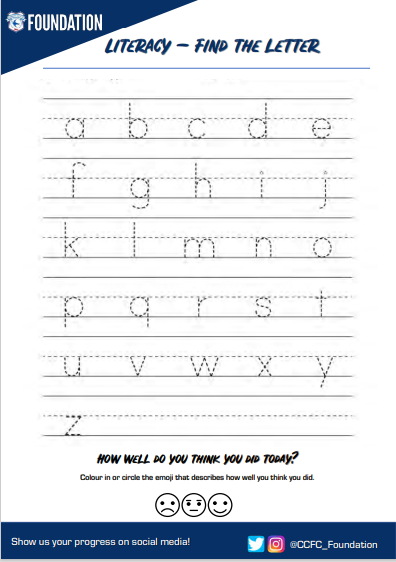 FOUNDATION
LITERACY – FIND THE LETTER
a b c d e
f g h i j
k l m n o
p q r s t
u v w x y
z
HOW WELL DO YOU THINK YOU DID TODAY?
Colour in or circle the emoji that describes how well you think you did.
Show us your progress on social media!
@CCFC_Foundation